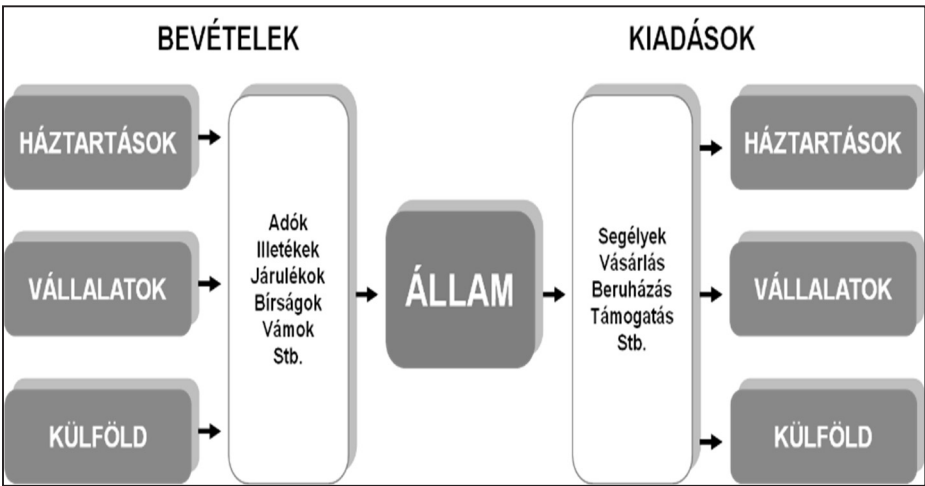 BEVÉTELEK
KIADÁSOK
HÁZTARTÁSOK
VÁLLALATOK
KÜLFÖLD
Adók
Illetékek
Járulékok
Bírságok
Vámok
Stb.
ÁLLAM
Segélyek
Vásárlás
Beruházás
Támogatás
Stb.
HÁZTARTÁSOK
VÁLLALATOK
KÜLFÖLD